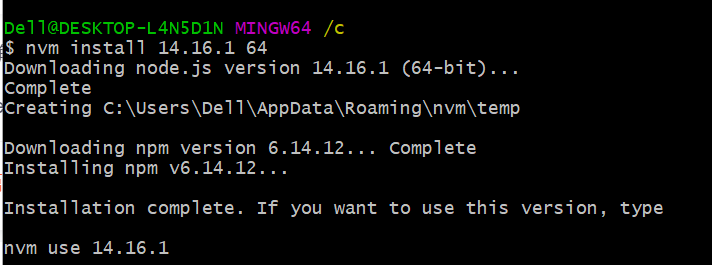 Dell@DESKTOP-L4N5D1N MINGW64 /c
$ nvm install 14.16.1 64
Downloading node.js version 14.16.1 (64-bit)...
Complete
Creating C:\Users\Dell\AppData\Roaming\nvm\temp
Downloading npm version 6.14.12... Complete
Installing npm v6.14.12...
Installation complete. If you want to use this version, type
nvm use 14.16.1